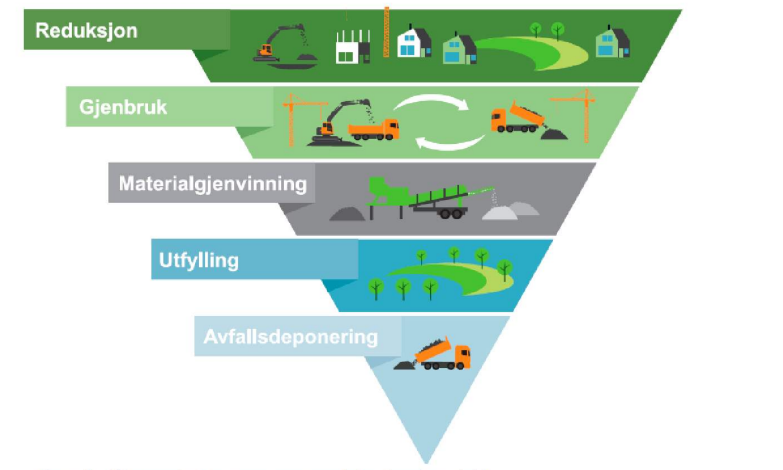 Reduksjon
Gjenbruk
Materialgjenvinning
Utfylling
Avfallsdeponering